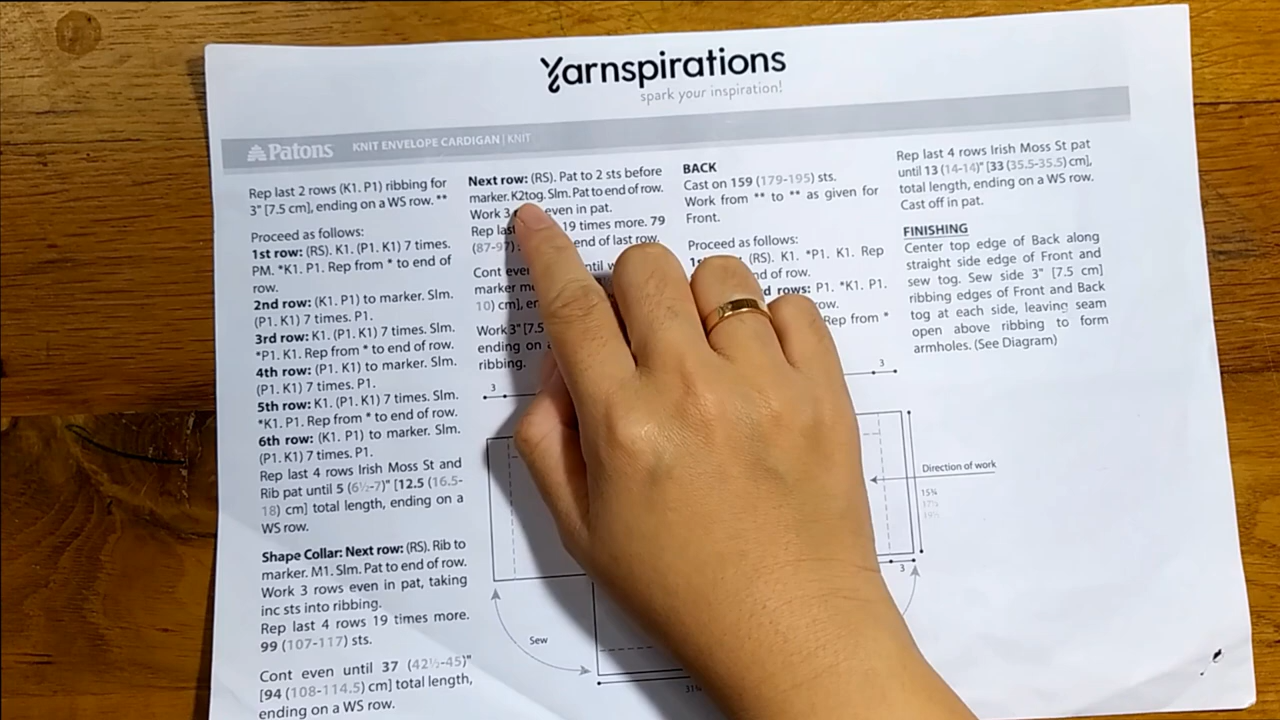 Yarnspirations
spark your inspiration!
Patons KNIT ENVELOPE CARDIGAN | KNIT
Rep last 2 rows (K1. P1) ribbing for
3" [7.5 cm], ending on a WS row. **
Proceed as follows:
1st row: (RS). K1. (P1. K1) 7 times.
PM. *K1. P1. Rep from * to end of
row.
2nd row: (K1. P1) to marker. Slm.
(P1. K1) 7 times. P1.
3rd row: K1. (P1. K1) 7 times. Slm.
*P1. K1. Rep from * to end of row.
4th row: (P1. K1) to marker. Slm.
(P1. K1) 7 times. P1.
5th row: K1. (P1. K1) 7 times. Slm.
*K1. P1. Rep from * to end of row.
6th row: (K1. P1) to marker. Slm.
(P1. K1) 7 times. P1.
Rep last 4 rows Irish Moss St and
Rib pat until 5 (6½-7)" [12.5 (16.5-
18) cm] total length, ending on a
WS row.
Shape Collar: Next row: (RS). Rib to
marker. M1. Slm. Pat to end of row.
Work 3 rows even in pat, taking
inc sts into ribbing.
Rep last 4 rows 19 times more.
99 (107-117) sts.
Cont even until 37 (42½-45)"
[94 (108-114.5) cm] total length,
ending on a WS row.
Next row: (RS). Pat to 2 sts before
marker. K2tog. Slm. Pat to end of row.
Work 3 even in pat.
Rep 19 times more. 79
(87-97) end of last row.
Cont
marker
10) cm],
Work 3" [7.5
ending on
ribbing.
BACK
Cast on 159 (179-195) sts.
Work from ** to ** as given for
Front.
Proceed as follows:
(RS). K1. *P1. K1. Rep
of row.
rows: P1. *K1. P1.
row.
Rep from *
Rep last 4 rows Irish Moss St pat
until 13 (14-14)" [33 (35.5-35.5) cm],
total length, ending on a WS row.
Cast off in pat.
FINISHING
Center top edge of Back along
straight side edge of Front and
sew tog. Sew side 3" [7.5 cm]
ribbing edges of Front and Back
tog at each side, leaving seam
open above ribbing to form
armholes. (See Diagram)
3
3
Direction of work
15¾
3
Sew